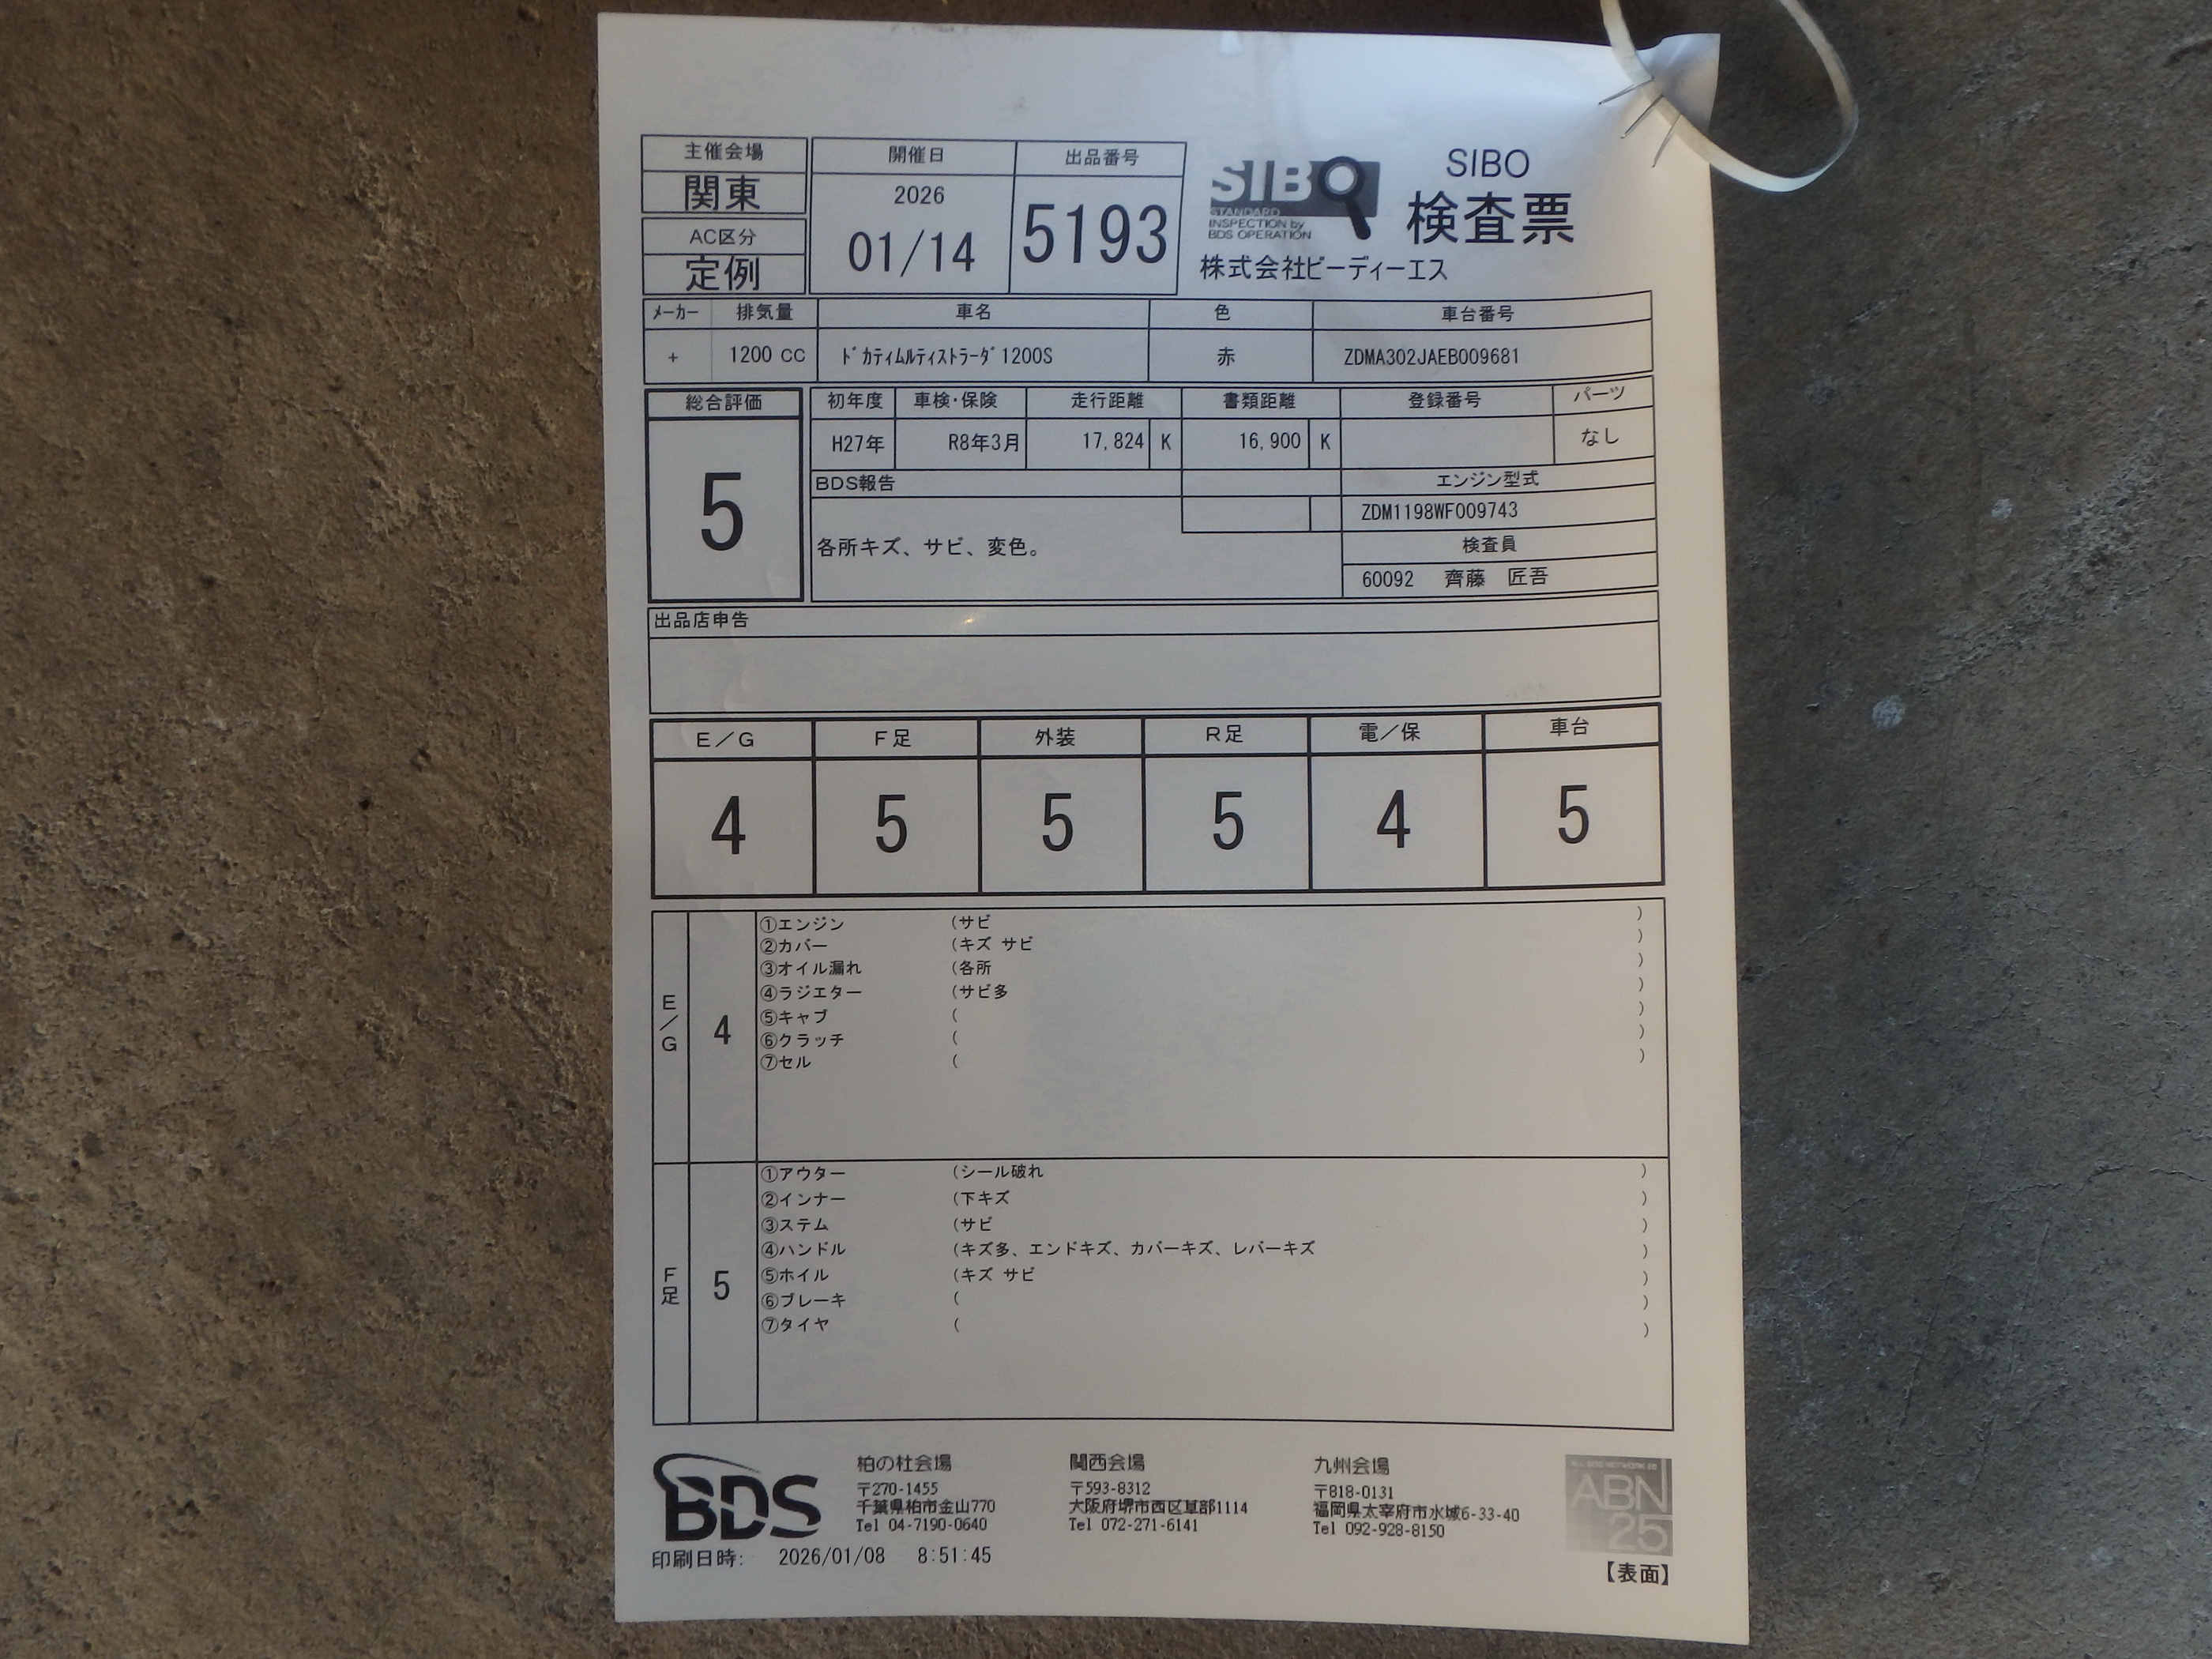 主催会場
関東
AC区分
定例
開催日
2026
01/14
出品番号
5193
SIBO
STANDARD
INSPECTION by
BDS OPERATION
SIBO
検査票
株式会社ビーディーエス
ﾒｰｶｰ 排気量 車名 色 車台番号
+ 1200 CC ﾄﾞｶﾃｨﾑﾙﾃｨｽﾄﾗｰﾀﾞ1200S 赤 ZDMA302JAEB009681
総合評価
5
初年度 車検・保険 走行距離 書類距離 登録番号 パーツ
H27年 R8年3月 17,824 K 16,900 K なし
BDS報告
各所キズ、サビ、変色。
エンジン型式
ZDM1198WF009743
検査員
60092 齊藤 匠吾
出品店申告
E/G F足 外装 R足 電/保 車台
4 5 5 5 4 5
E/G
4
①エンジン (サビ )
②カバー (キズ サビ )
③オイル漏れ (各所 )
④ラジエター (サビ多 )
⑤キャブ ( )
⑥クラッチ ( )
⑦セル ( )
F足
5
①アウター (シール破れ )
②インナー (下キズ )
③ステム (サビ )
④ハンドル (キズ多、エンドキズ、カバーキズ、レバーキズ )
⑤ホイル (キズ サビ )
⑥ブレーキ ( )
⑦タイヤ ( )
BDS
柏の杜会場
〒270-1455
千葉県柏市金山770
Tel 04-7190-0640
関西会場
〒593-8312
大阪府堺市西区草部1114
Tel 072-271-6141
九州会場
〒818-0131
福岡県太宰府市水城6-33-40
Tel 092-928-8150
ALL BDS NETWORK 25
ABN
25
印刷日時: 2026/01/08 8:51:45
【表面】